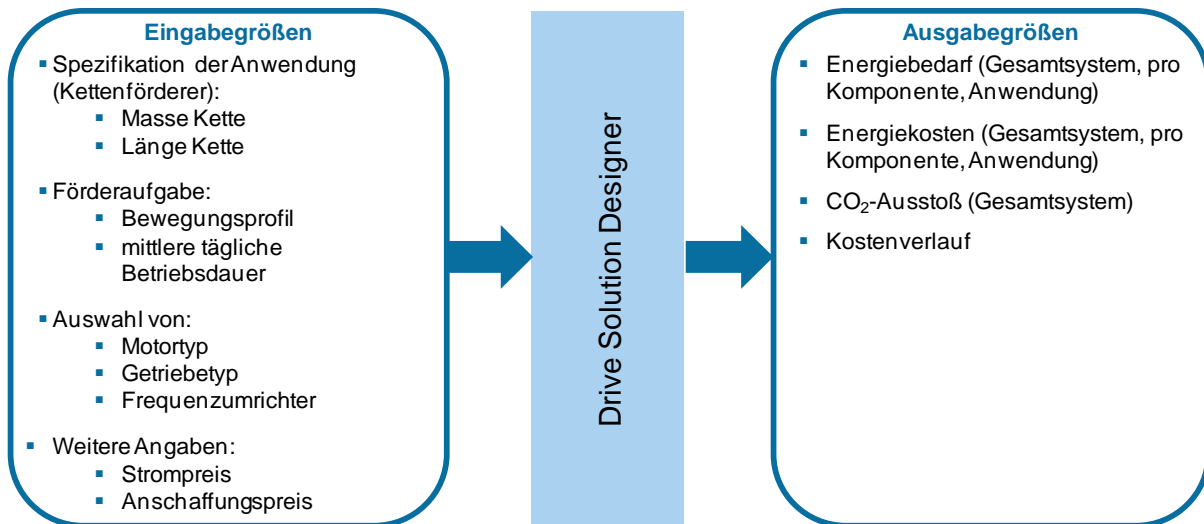 Eingabegrößen
▪ Spezifikation der Anwendung
(Kettenförderer):
▪ Masse Kette
▪ Länge Kette
▪ Förderaufgabe:
▪ Bewegungsprofil
▪ mittlere tägliche
Betriebsdauer
▪ Auswahl von:
▪ Motortyp
▪ Getriebetyp
▪ Frequenzumrichter
▪ Weitere Angaben:
▪ Strompreis
▪ Anschaffungspreis
Drive Solution Designer
Ausgabegrößen
▪ Energiebedarf (Gesamtsystem, pro
Komponente, Anwendung)
▪ Energiekosten (Gesamtsystem, pro
Komponente, Anwendung)
▪ CO₂-Ausstoß (Gesamtsystem)
▪ Kostenverlauf